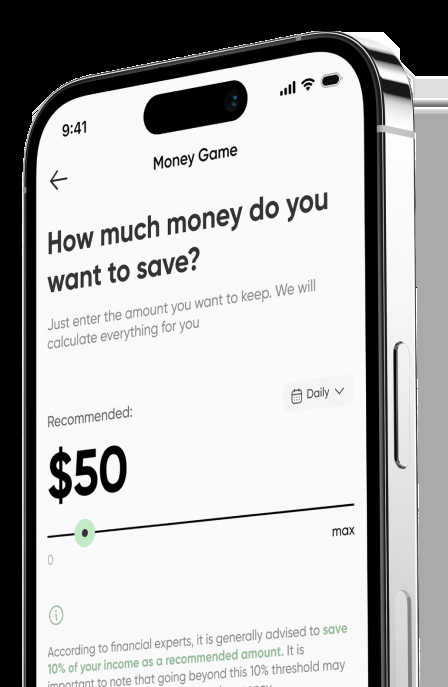 9:41
Money Game
How much money do you
want to save?
Just enter the amount you want to keep. We will
calculate everything for you
Daily
Recommended:
$50
0
max
According to financial experts, it is generally advised to save
10% of your income as a recommended amount. It is
important to note that going beyond this 10% threshold may